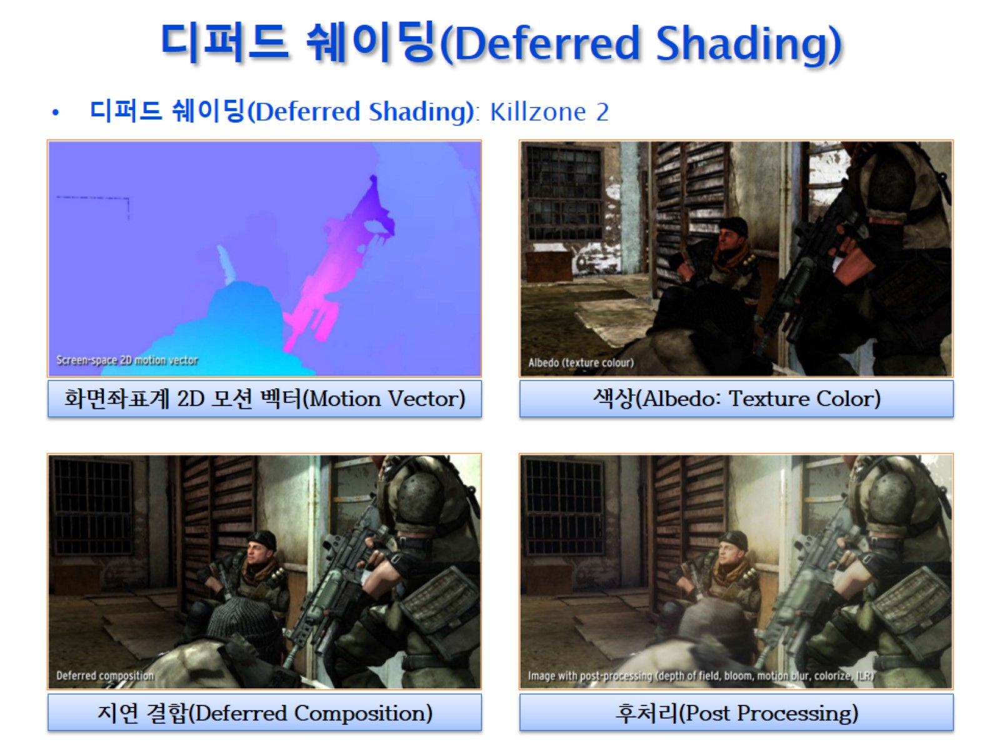 디퍼드 쉐이딩(Deferred Shading)
• 디퍼드 쉐이딩(Deferred Shading): Killzone 2
Screen-space 2D motion vector
화면좌표계 2D 모션 벡터(Motion Vector)
Albedo (texture colour)
색상(Albedo: Texture Color)
Deferred composition
지연 결합(Deferred Composition)
Image with post-processing (depth of field, bloom, motion blur, colorize, ILR)
후처리(Post Processing)